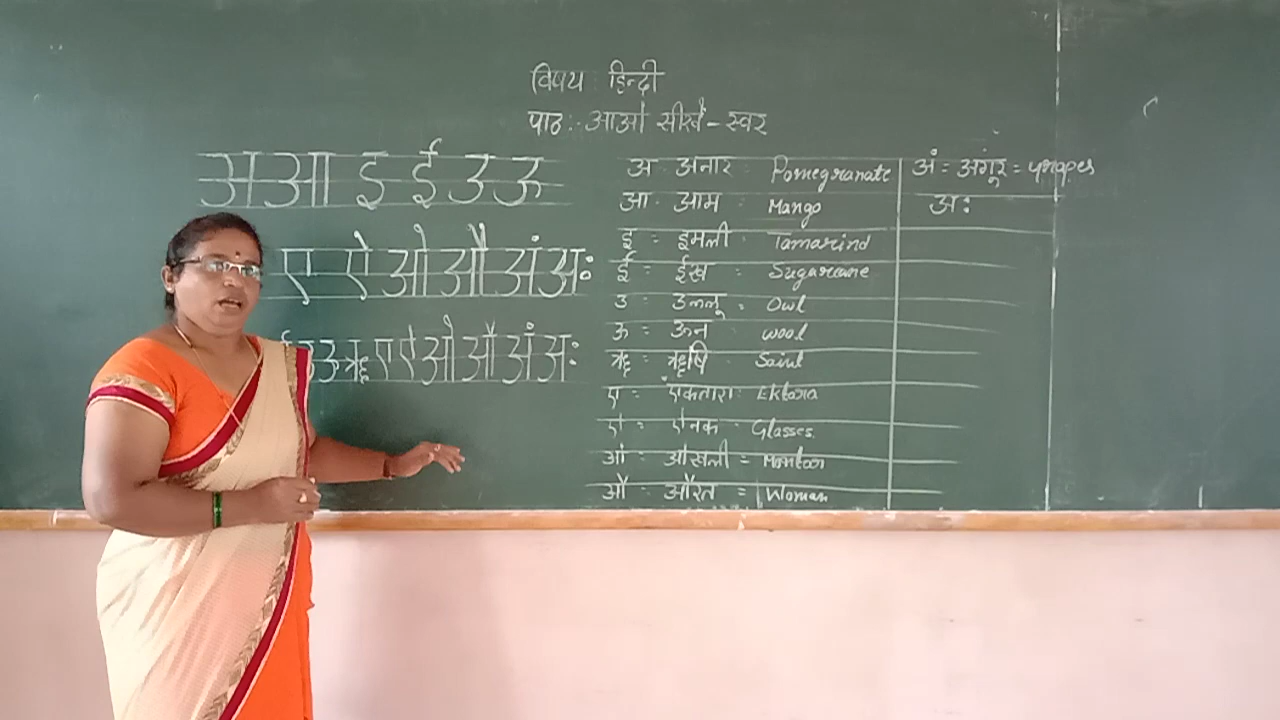 विषय : हिन्दी
पाठ :- आओ सीखें - स्वर
अ आ इ ई उ ऊ
ए ऐ ओ औ अं अः
उ ऊ ऋ ए ऐ ओ औ अं अः
अ - अनार - Pomegranate
आ - आम - Mango
इ = इमली - Tamarind
ई = ईख - Sugarcane
उ = उल्लू = Owl
ऊ = ऊन wool
ऋ = ऋषि Saint
ए = एकतारा - Ektara
ऐ = ऐनक - Glasses.
ओ - ओखली =
औ - औरत = Woman
अं = अंगूर = grapes
अः